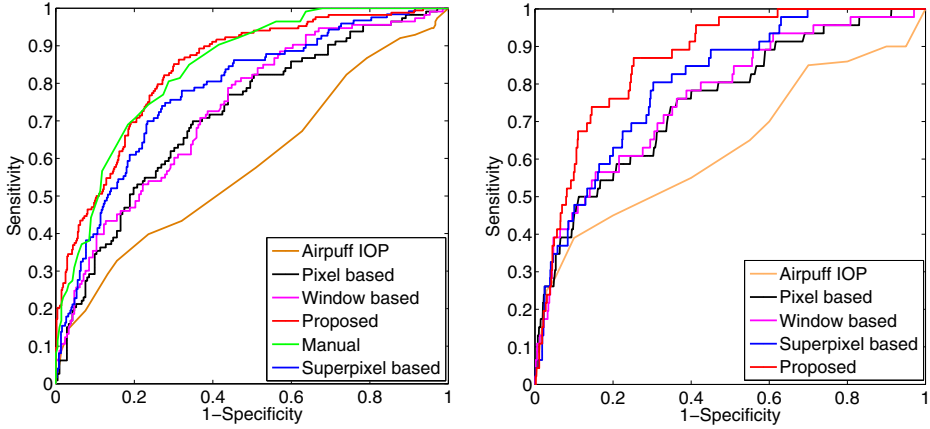 1
0.9
0.8
0.7
0.6
0.5
0.4
0.3
0.2
0.1
0
Sensitivity
0 0.2 0.4 0.6 0.8 1
1−Specificity
Airpuff IOP
Pixel based
Window based
Proposed
Manual
Superpixel based
1
0.9
0.8
0.7
0.6
0.5
0.4
0.3
0.2
0.1
0
Sensitivity
0 0.2 0.4 0.6 0.8 1
1−Specificity
Airpuff IOP
Pixel based
Window based
Superpixel based
Proposed